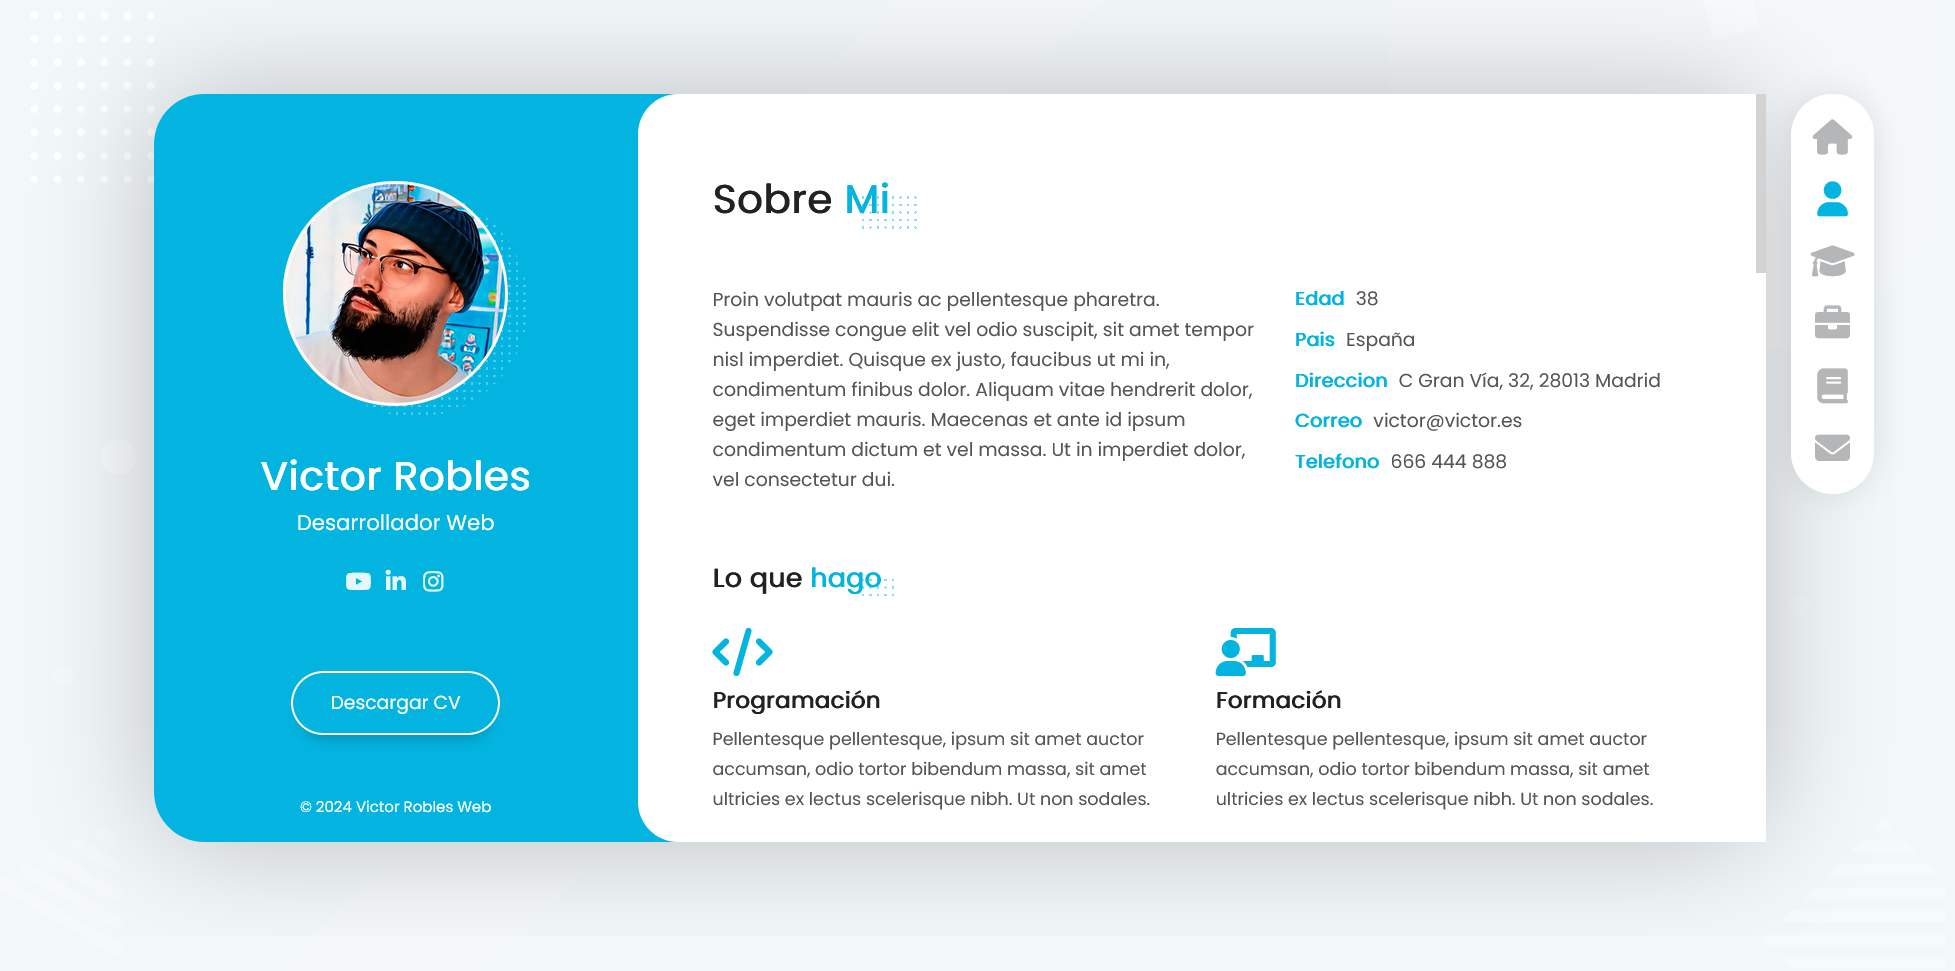 Victor Robles
Desarrollador Web
Descargar CV
© 2024 Victor Robles Web
Sobre Mi
Proin volutpat mauris ac pellentesque pharetra.
Suspendisse congue elit vel odio suscipit, sit amet tempor
nisl imperdiet. Quisque ex justo, faucibus ut mi in,
condimentum finibus dolor. Aliquam vitae hendrerit dolor,
eget imperdiet mauris. Maecenas et ante id ipsum
condimentum dictum et vel massa. Ut in imperdiet dolor,
vel consectetur dui.
Edad 38
Pais España
Direccion C Gran Vía, 32, 28013 Madrid
Correo victor@victor.es
Telefono 666 444 888
Lo que hago
Programación
Pellentesque pellentesque, ipsum sit amet auctor
accumsan, odio tortor bibendum massa, sit amet
ultricies ex lectus scelerisque nibh. Ut non sodales.
Formación
Pellentesque pellentesque, ipsum sit amet auctor
accumsan, odio tortor bibendum massa, sit amet
ultricies ex lectus scelerisque nibh. Ut non sodales.